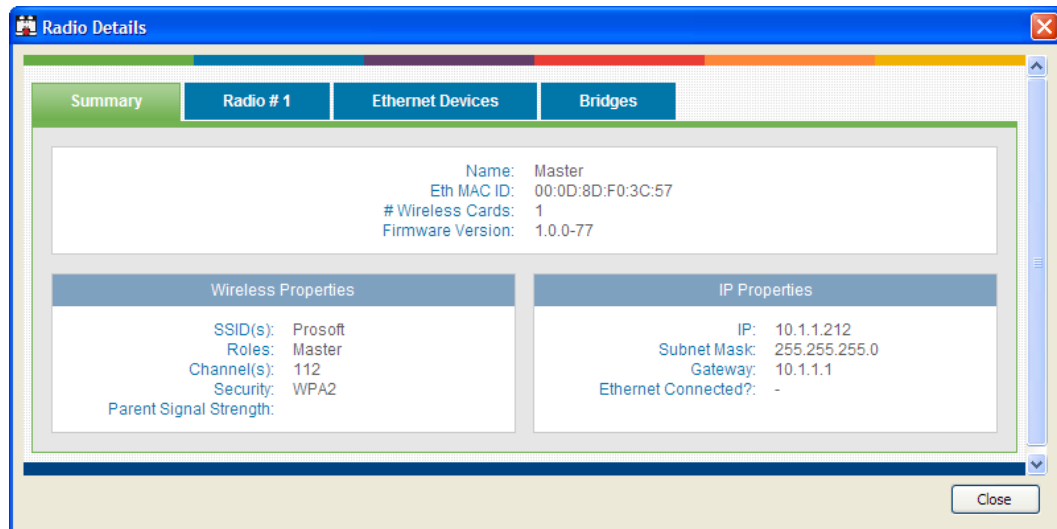 Radio Details
Summary
Radio # 1
Ethernet Devices
Bridges
Name: Master
Eth MAC ID: 00:0D:8D:F0:3C:57
# Wireless Cards: 1
Firmware Version: 1.0.0-77
Wireless Properties
SSID(s): Prosoft
Roles: Master
Channel(s): 112
Security: WPA2
Parent Signal Strength:
IP Properties
IP: 10.1.1.212
Subnet Mask: 255.255.255.0
Gateway: 10.1.1.1
Ethernet Connected?: -
Close